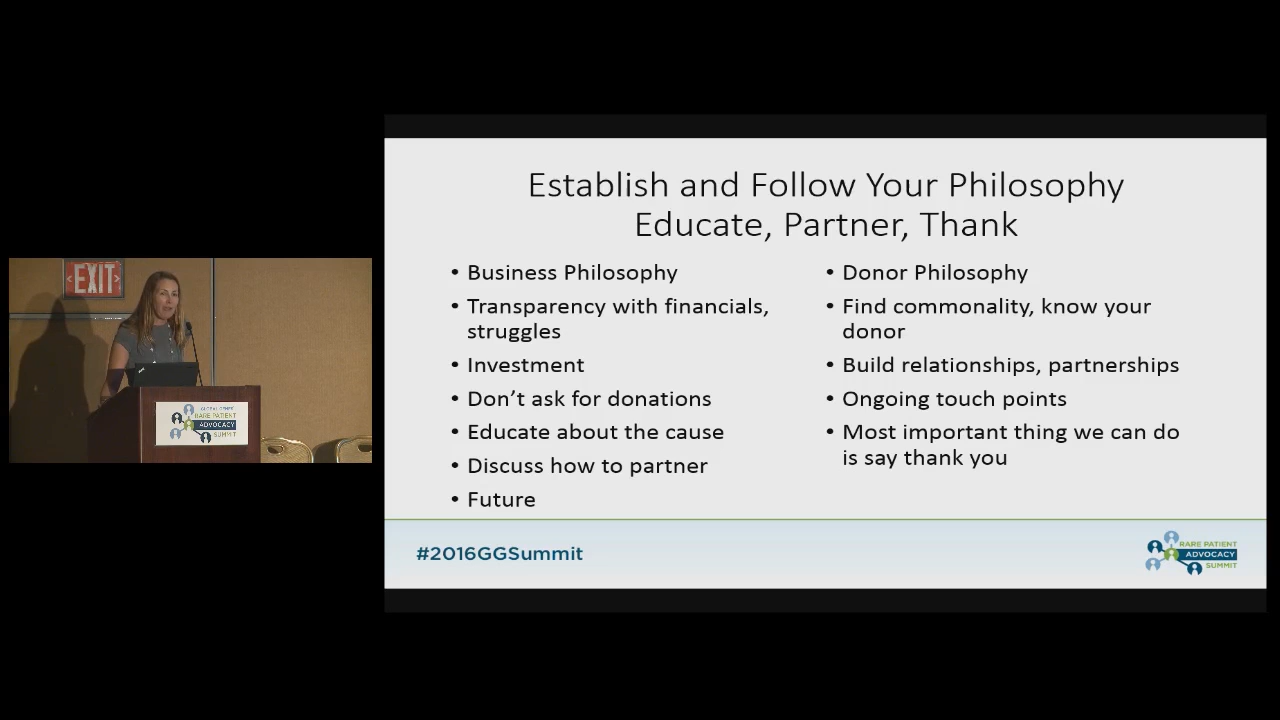 EXIT
GLOBAL GENES
RARE PATIENT
ADVOCACY
SUMMIT
Establish and Follow Your Philosophy
Educate, Partner, Thank
• Business Philosophy
• Transparency with financials,
struggles
• Investment
• Don’t ask for donations
• Educate about the cause
• Discuss how to partner
• Future
• Donor Philosophy
• Find commonality, know your
donor
• Build relationships, partnerships
• Ongoing touch points
• Most important thing we can do
is say thank you
#2016GGSummit
RARE PATIENT
ADVOCACY
SUMMIT